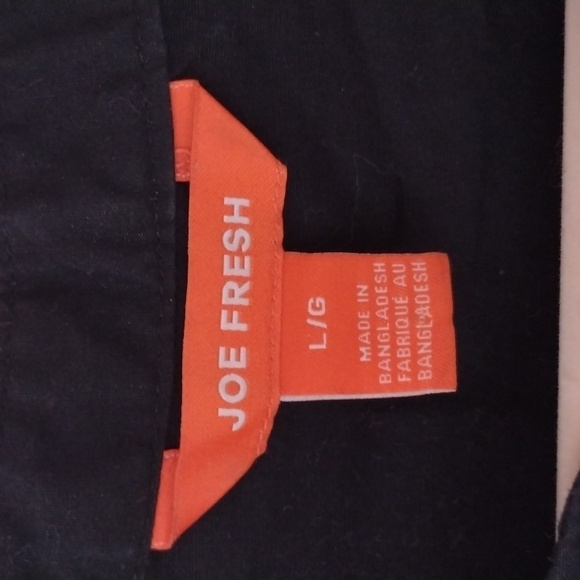 JOE FRESH
L/G
MADE IN
BANGLADESH
FABRIQUÉ AU
BANGLADESH